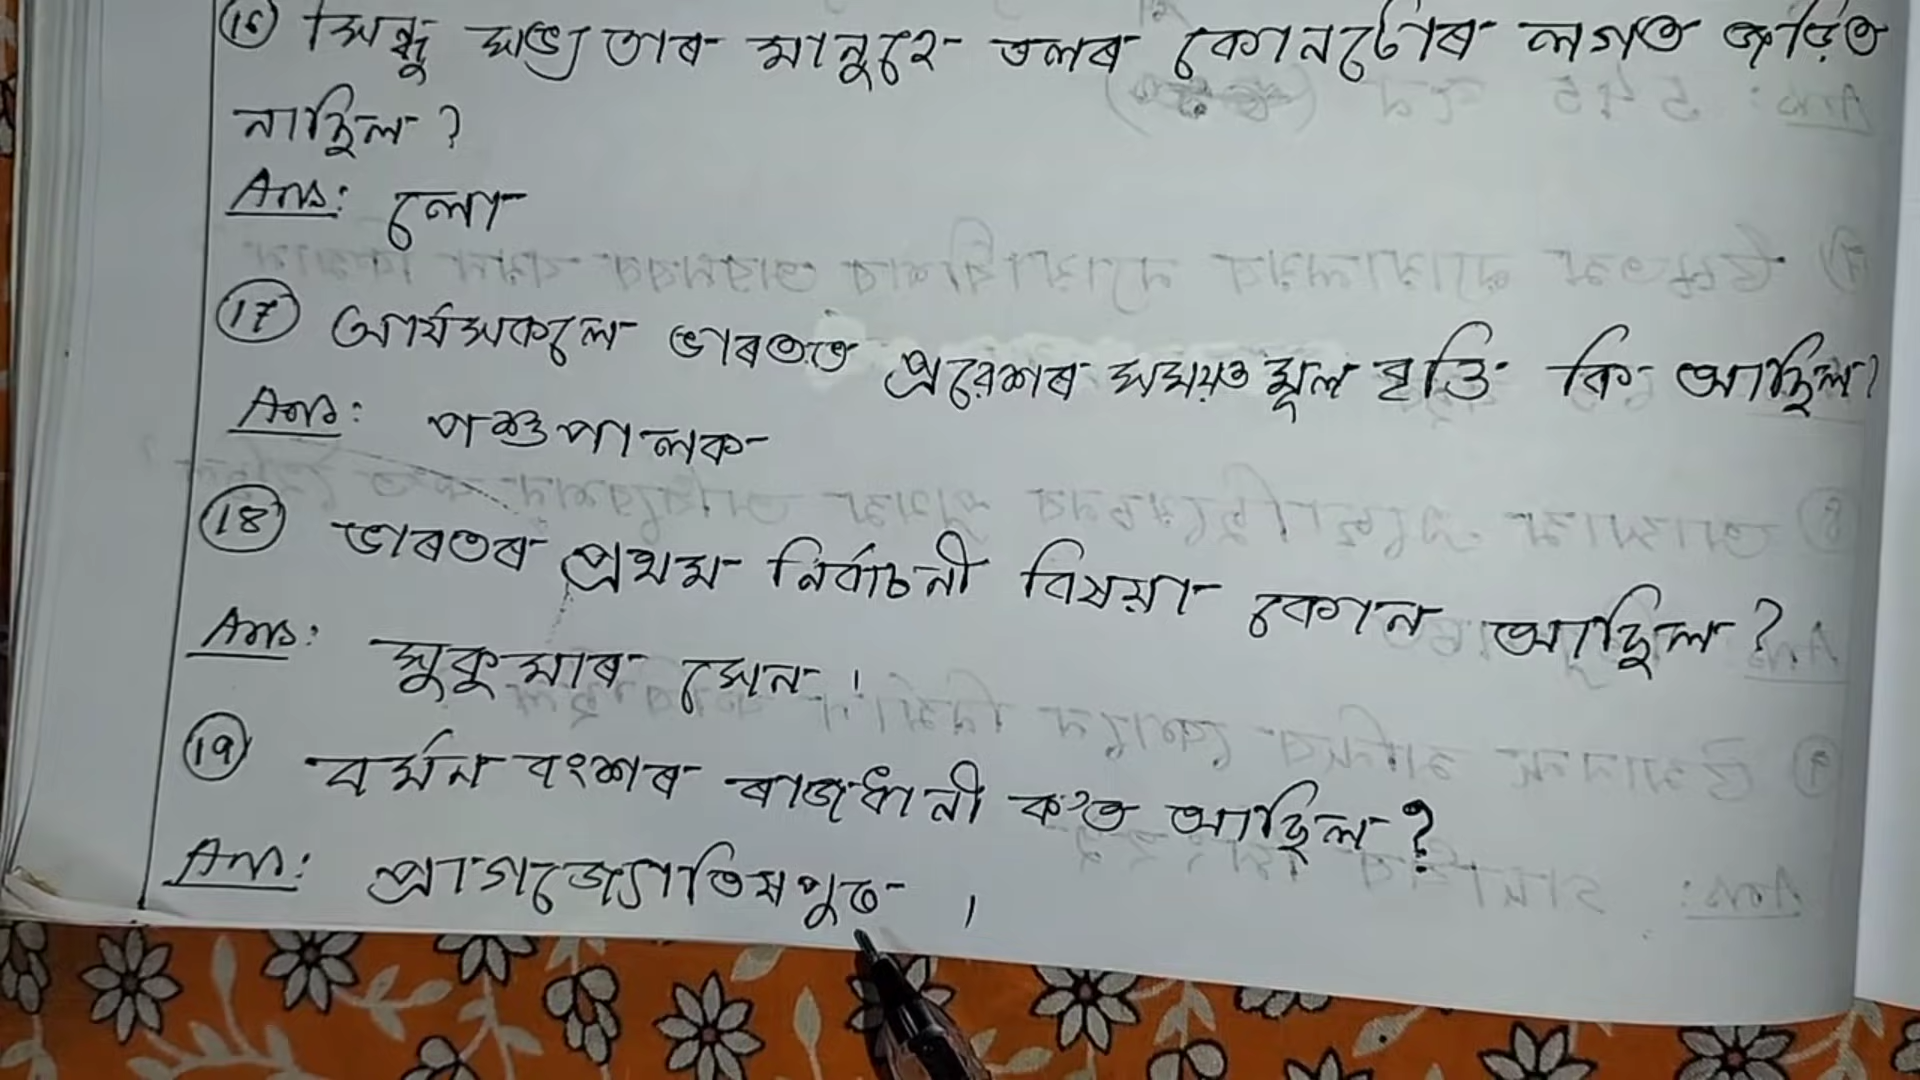 16 সিন্ধু সভ্যতাৰ মানুহে তলৰ কোনটোৰ লগত জড়িত
নাছিল ?
Ans: লো
17 আৰ্যসকলে ভাৰতত প্ৰৱেশৰ সময়ত মূল বৃত্তি কি আছিল?
Ans: পশুপালক
18 ভাৰতৰ প্ৰথম নিৰ্বাচনী বিষয়া কোন আছিল ?
Ans: সুকুমাৰ সেন ।
19 বৰ্মন বংশৰ ৰাজধানী ক'ত আছিল ?
Ans: প্ৰাগজ্যোতিষপুত ।